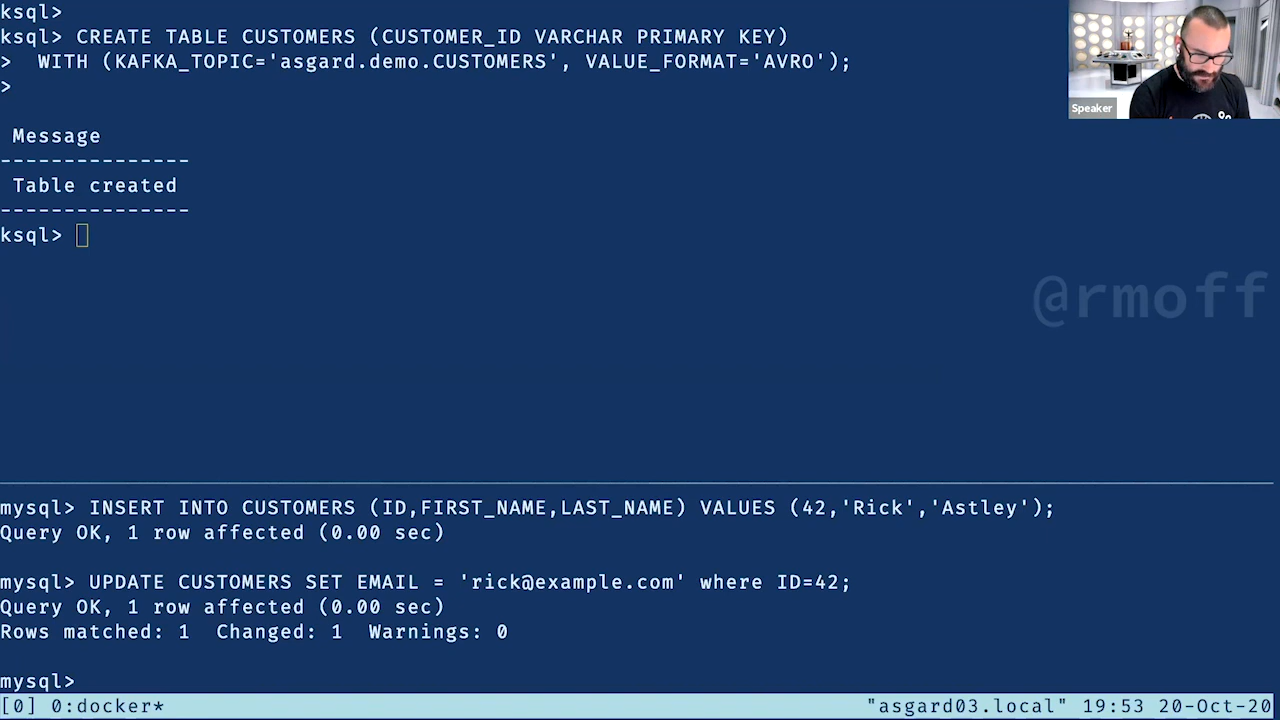 ksql>
ksql> CREATE TABLE CUSTOMERS (CUSTOMER_ID VARCHAR PRIMARY KEY)
>  WITH (KAFKA_TOPIC='asgard.demo.CUSTOMERS', VALUE_FORMAT='AVRO');
>
Speaker
Message
---------------
Table created
---------------
ksql>
@rmoff
mysql> INSERT INTO CUSTOMERS (ID,FIRST_NAME,LAST_NAME) VALUES (42,'Rick','Astley');
Query OK, 1 row affected (0.00 sec)
mysql> UPDATE CUSTOMERS SET EMAIL = 'rick@example.com' where ID=42;
Query OK, 1 row affected (0.00 sec)
Rows matched: 1  Changed: 1  Warnings: 0
mysql>
[0] 0:docker* "asgard03.local" 19:53 20-Oct-20